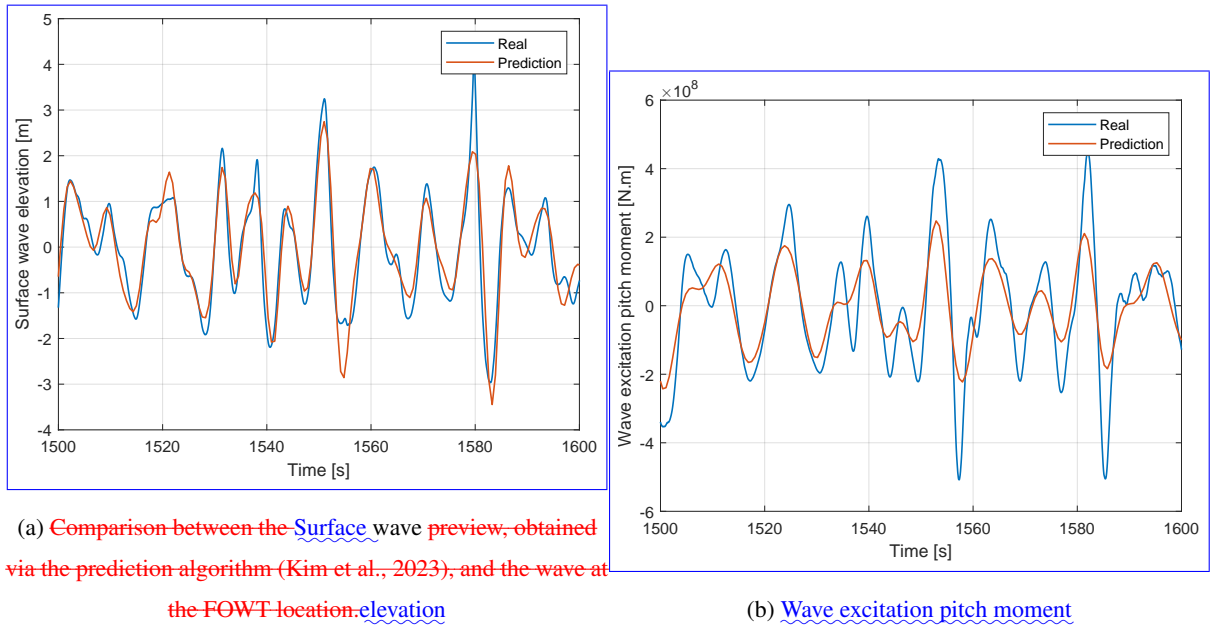 5
4
3
2
1
0
-1
-2
-3
-4
Surface wave elevation [m]
Real
Prediction
1500 1520 1540 1560 1580 1600
Time [s]
(a) Comparison between the Surface wave preview, obtained
via the prediction algorithm (Kim et al., 2023), and the wave at
the FOWT location.elevation
×10^8
6
4
2
0
-2
-4
-6
Wave excitation pitch moment [N.m]
Real
Prediction
1500 1520 1540 1560 1580 1600
Time [s]
(b) Wave excitation pitch moment